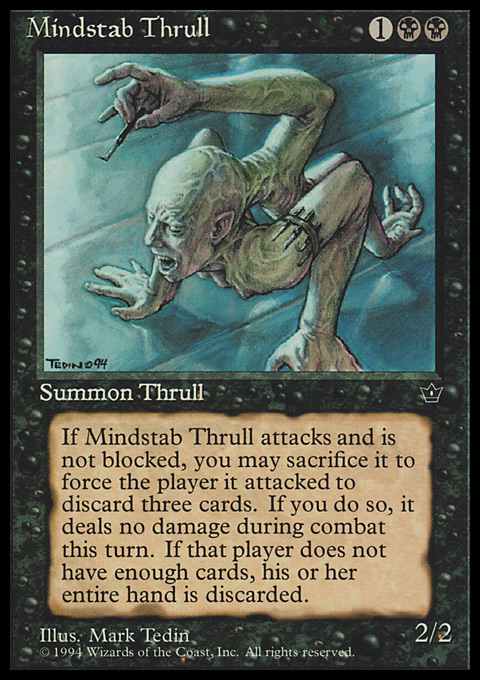 Mindstab Thrull 1
TEDIN©94
Summon Thrull
If Mindstab Thrull attacks and is
not blocked, you may sacrifice it to
force the player it attacked to
discard three cards. If you do so, it
deals no damage during combat
this turn. If that player does not
have enough cards, his or her
entire hand is discarded.
Illus. Mark Tedin 2/2
© 1994 Wizards of the Coast, Inc. All rights reserved.